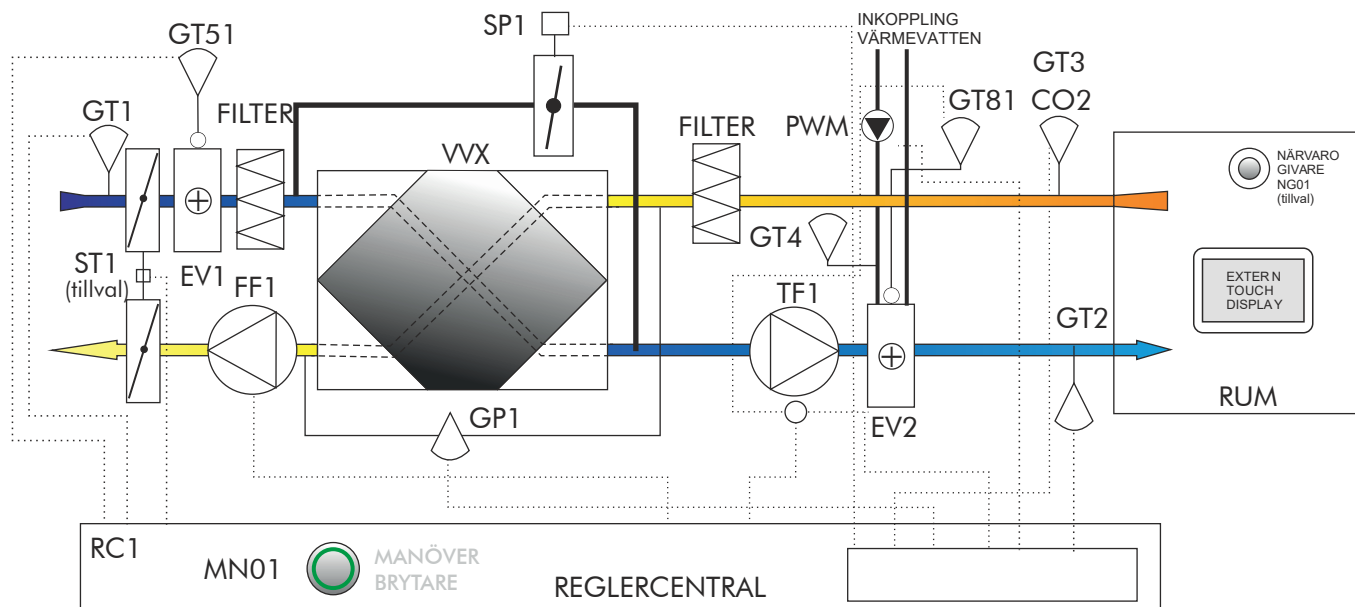 SP1
INKOPPLING
VÄRMEVATTEN
GT51
GT3
CO2
GT1
FILTER
FILTER
PWM
GT81
VVX
NÄRVARO
GIVARE
NG01
(tillval)
GT4
ST1
(tillval)
EV1
FF1
TF1
GT2
EXTERN
TOUCH
DISPLAY
RUM
GP1
EV2
RC1
MN01
MANÖVER
BRYTARE
REGLERCENTRAL